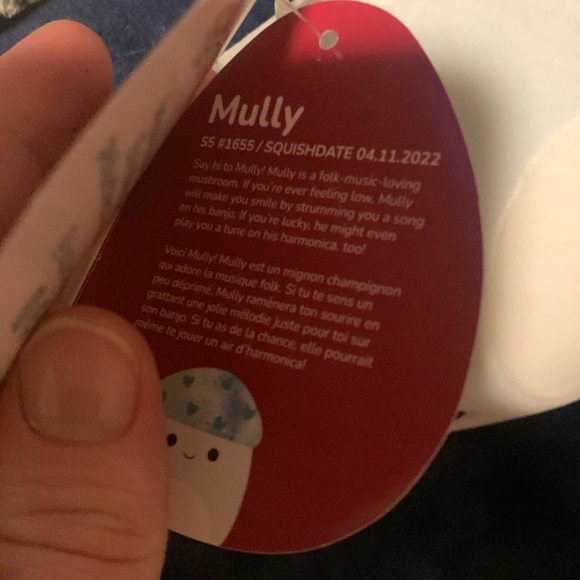 Mully
S5 #1655 / SQUISHDATE 04.11.2022
Say hi to Mully! Mully is a folk-music-loving
mushroom. If you're ever feeling low, Mully
will make you smile by strumming you a song
on his banjo. If you're lucky, he might even
play you a tune on his harmonica, too!
Voici Mully! Mully est un mignon champignon
qui adore la musique folk. Si tu te sens un
peu déprimé, Mully ramènera ton sourire en
grattant une jolie mélodie juste pour toi sur
son banjo. Si tu as de la chance, elle pourrait
même te jouer un air d'harmonica!